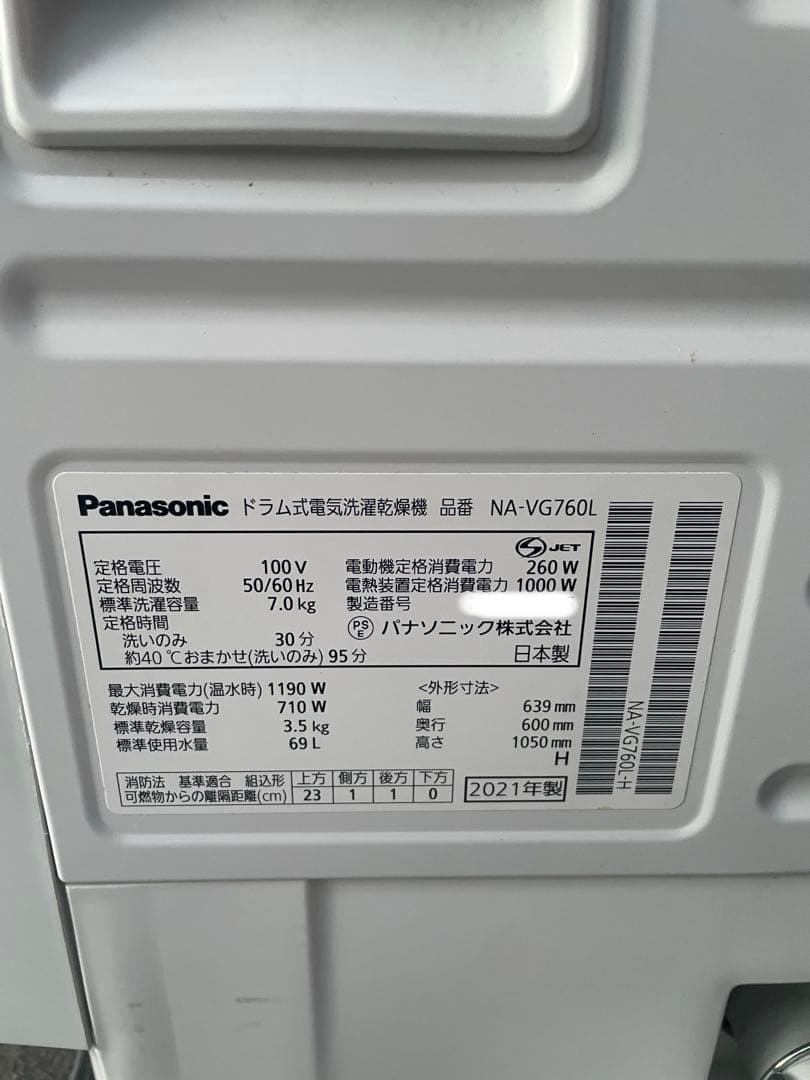 Panasonic ドラム式電気洗濯乾燥機 品番 NA-VG760L
S JET
定格電圧 100 V 電動機定格消費電力 260 W
定格周波数 50/60 Hz 電熱装置定格消費電力 1000 W
標準洗濯容量 7.0 kg 製造番号
定格時間 PSE パナソニック株式会社
洗いのみ 30 分
約40 ℃おまかせ(洗いのみ) 95 分 日本製
最大消費電力(温水時) 1190 W <外形寸法>
乾燥時消費電力 710 W 幅 639 mm
標準乾燥容量 3.5 kg 奥行 600 mm
標準使用水量 69 L 高さ 1050 mm
H
消防法 基準適合 組込形 上方 側方 後方 下方
可燃物からの離隔距離(cm) 23 1 1 0
2021年製
NA-VG760L-H